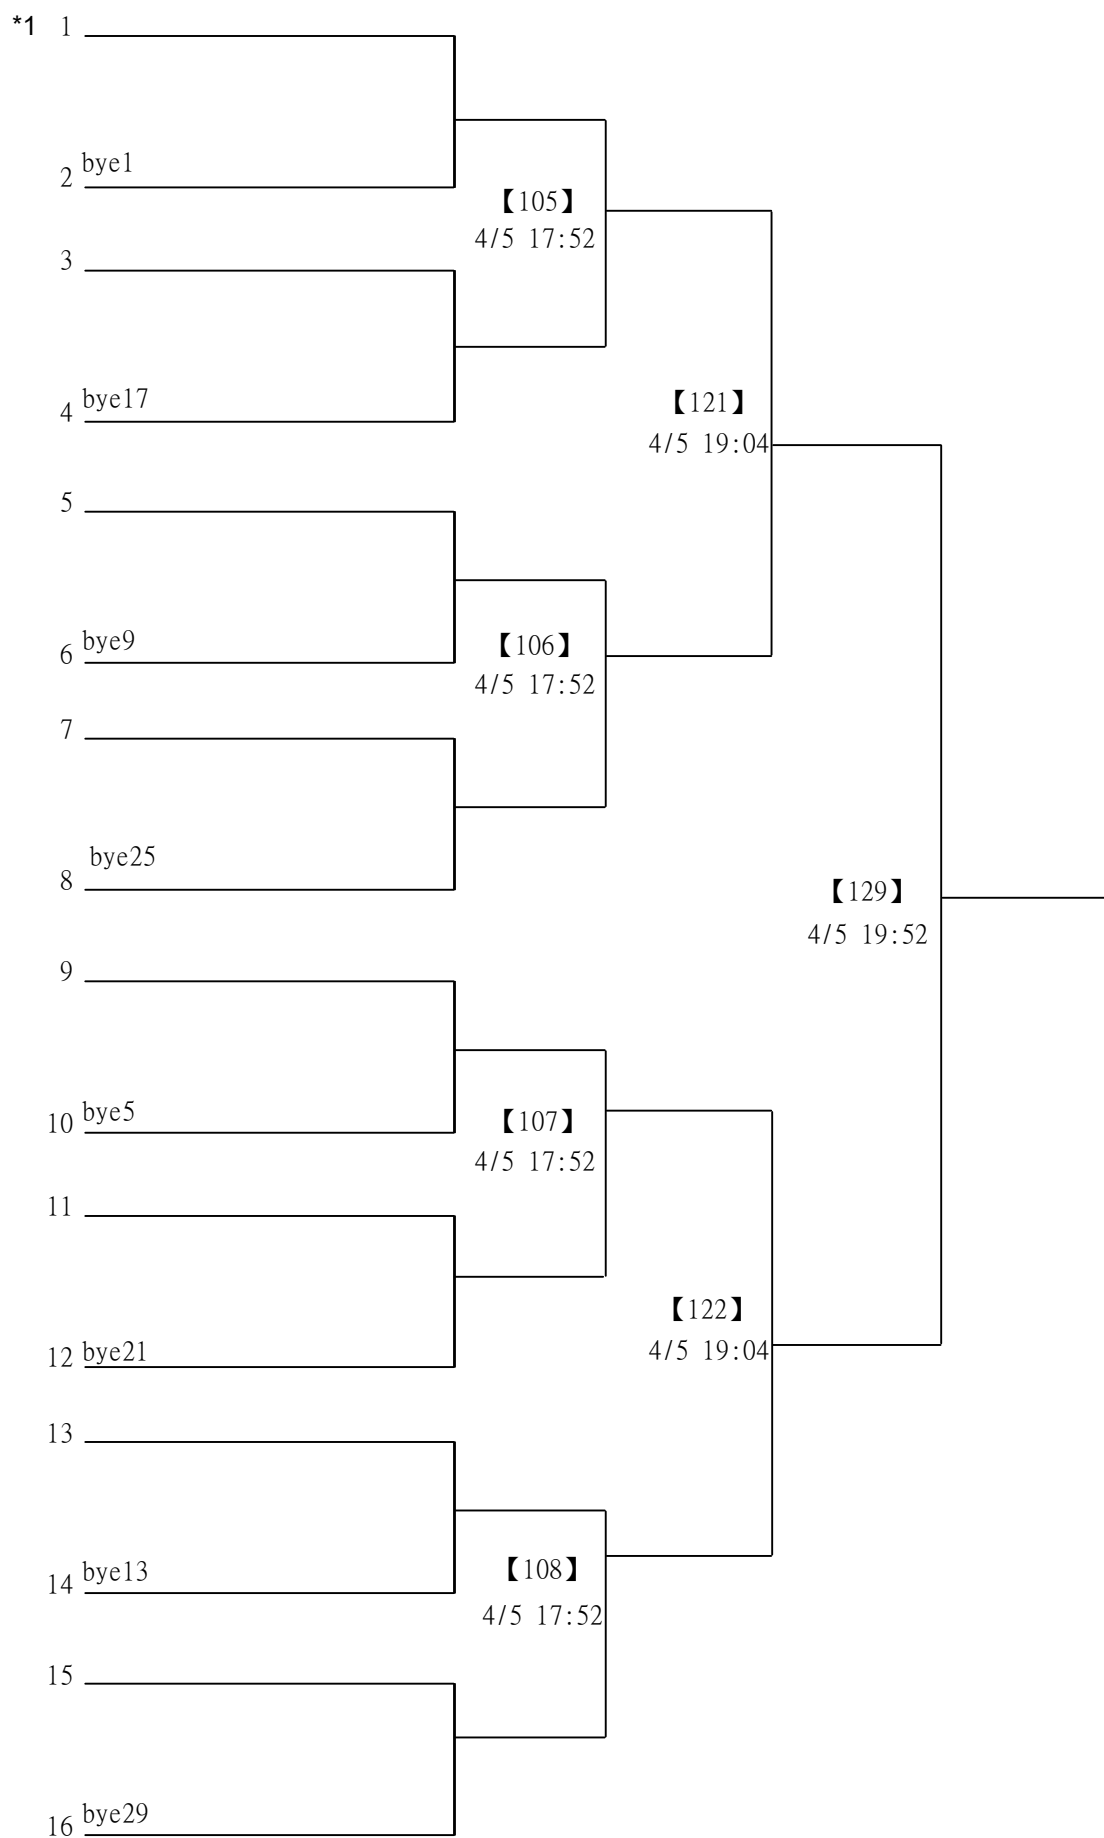 *1 1
2 bye1
【105】
4/5 17:52
3
4 bye17
【121】
4/5 19:04
5
6 bye9
【106】
4/5 17:52
7
8 bye25
【129】
4/5 19:52
9
10 bye5
【107】
4/5 17:52
11
12 bye21
【122】
4/5 19:04
13
14 bye13
【108】
4/5 17:52
15
16 bye29